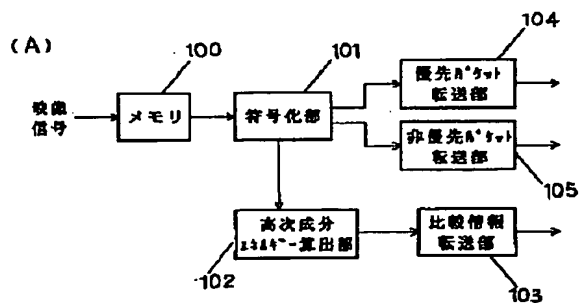 (A)
100
101
104
映像
信号
メモリ
符号化部
優先パケット
転送部
非優先パケット
転送部
105
高次成分
エネルギー算出部
102
比較情報
転送部
103